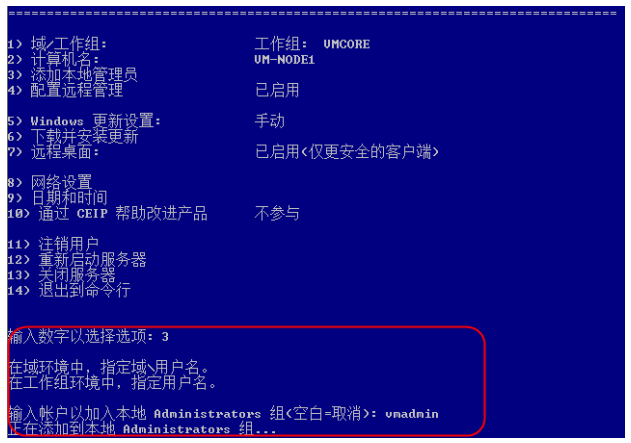 ===============================================================================
1) 域/工作组: 工作组: VMCORE
2) 计算机名: VM-NODE1
3) 添加本地管理员
4) 配置远程管理 已启用
5) Windows 更新设置: 手动
6) 下载并安装更新
7) 远程桌面: 已启用(仅更安全的客户端)
8) 网络设置
9) 日期和时间
10) 通过 CEIP 帮助改进产品 不参与
11) 注销用户
12) 重新启动服务器
13) 关闭服务器
14) 退出到命令行
输入数字以选择选项: 3
在域环境中，指定域\用户名。
在工作组环境中，指定用户名。
输入帐户以加入本地 Administrators 组(空白=取消): vmadmin
正在添加到本地 Administrators 组...